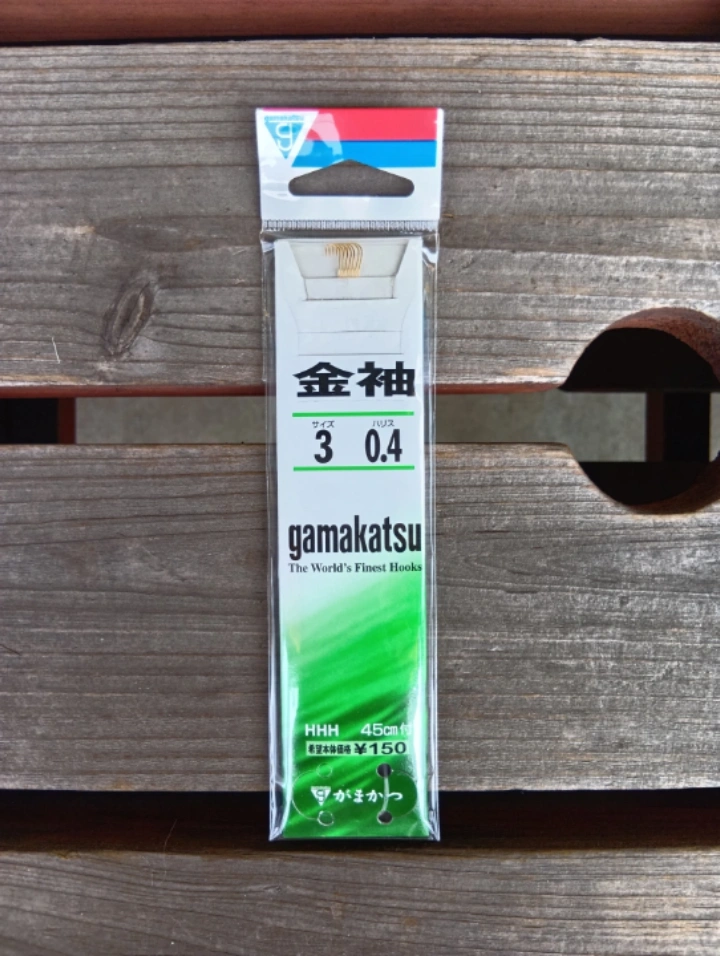 gamakatsu
金袖
サイズ ハリス
3 0.4
gamakatsu
The World's Finest Hooks
HHH 45cm付
希望本体価格 ¥150
がまかつ